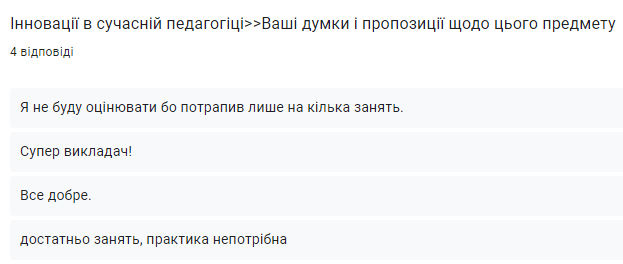 Інновації в сучасній педагогіці>>Ваші думки і пропозиції щодо цього предмету
4 відповіді
Я не буду оцінювати бо потрапив лише на кілька занять.
Супер викладач!
Все добре.
достатньо занять, практика непотрібна